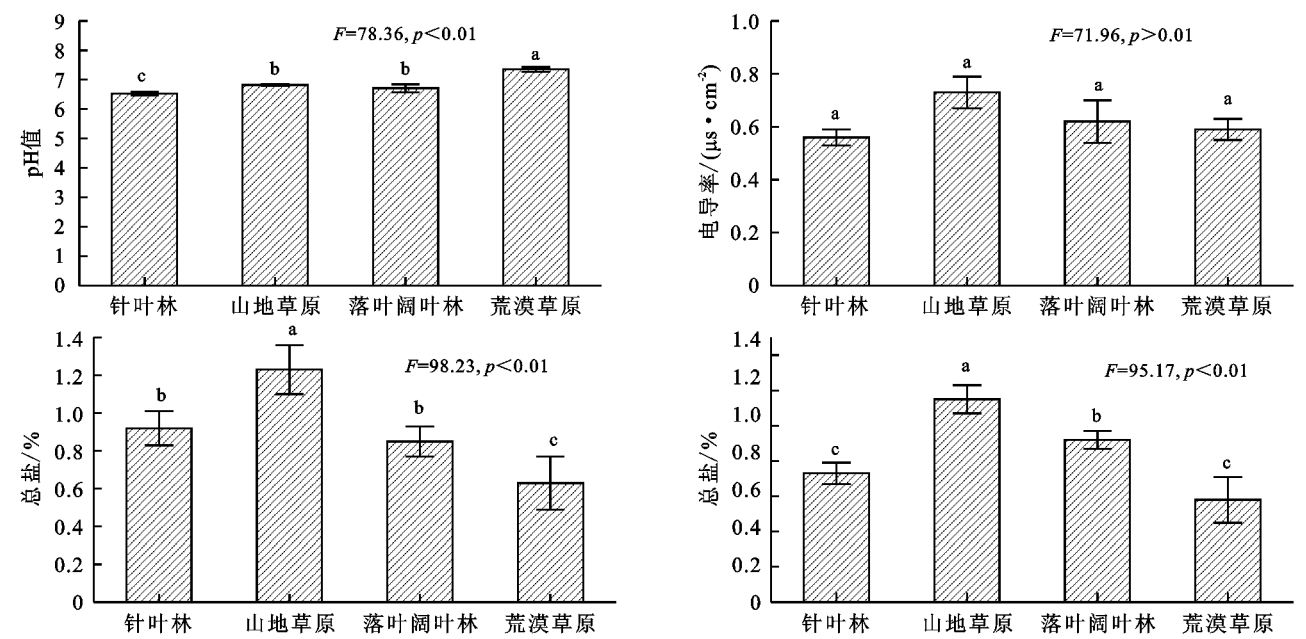 9
8
7
6
5
4
3
2
1
0
pH值
F=78.36, p<0.01
c
b
b
a
针叶林
山地草原
落叶阔叶林
荒漠草原
1.0
0.8
0.6
0.4
0.2
0
电导率/(μs·cm⁻²)
F=71.96, p>0.01
a
a
a
a
针叶林
山地草原
落叶阔叶林
荒漠草原
1.4
1.2
1.0
0.8
0.6
0.4
0.2
0
总盐/%
F=98.23, p<0.01
b
a
b
c
针叶林
山地草原
落叶阔叶林
荒漠草原
1.4
1.2
1.0
0.8
0.6
0.4
0.2
0
总盐/%
F=95.17, p<0.01
c
a
b
c
针叶林
山地草原
落叶阔叶林
荒漠草原